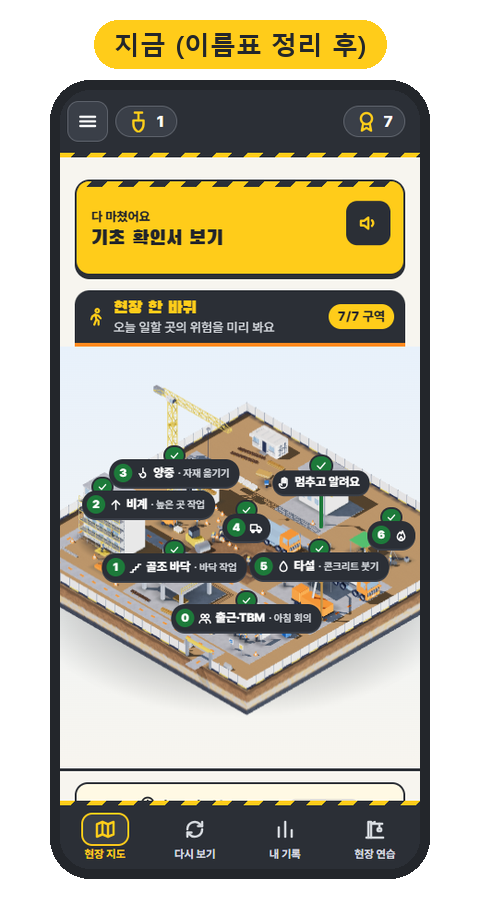 지금 (이름표 정리 후)
1
7
다 마쳤어요
기초 확인서 보기
현장 한 바퀴
오늘 일할 곳의 위험을 미리 봐요
7/7 구역
3 양중 · 자재 옮기기
멈추고 알려요
2 비계 · 높은 곳 작업
4
6
1 골조 바닥 · 바닥 작업
5 타설 · 콘크리트 붓기
0 출근·TBM · 아침 회의
현장 지도
다시 보기
내 기록
현장 연습